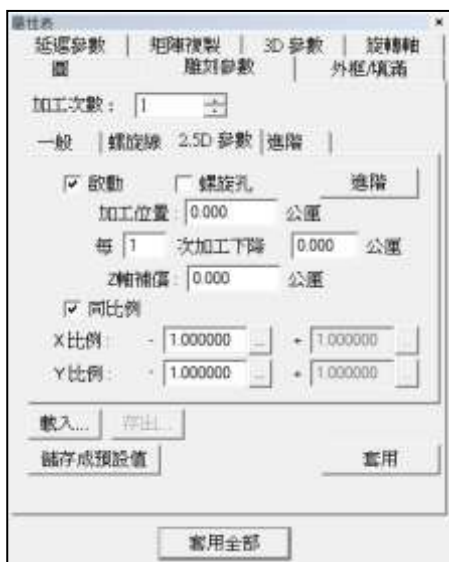 屬性表 ×
延遲參數 矩陣複製 3D 參數 旋轉軸
圖 雕刻參數 外框/填滿
加工次數： 1
一般 螺旋線 2.5D 參數 進階
啟動 螺旋孔 進階
加工位置: 0.000 公厘
每 1 次加工下降 0.000 公厘
Z軸補償: 0.000 公厘
同比例
X比例: - 1.000000 ... + 1.000000 ...
Y比例: - 1.000000 ... + 1.000000 ...
載入... 存出...
儲存成預設值 套用
套用全部